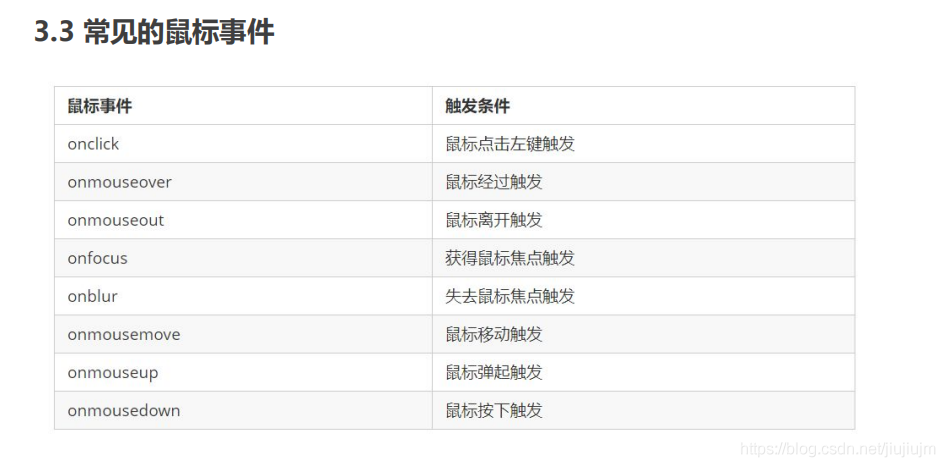 3.3 常见的鼠标事件
鼠标事件 触发条件
onclick 鼠标点击左键触发
onmouseover 鼠标经过触发
onmouseout 鼠标离开触发
onfocus 获得鼠标焦点触发
onblur 失去鼠标焦点触发
onmousemove 鼠标移动触发
onmouseup 鼠标弹起触发
onmousedown 鼠标按下触发
https://blog.csdn.net/jiujiujm